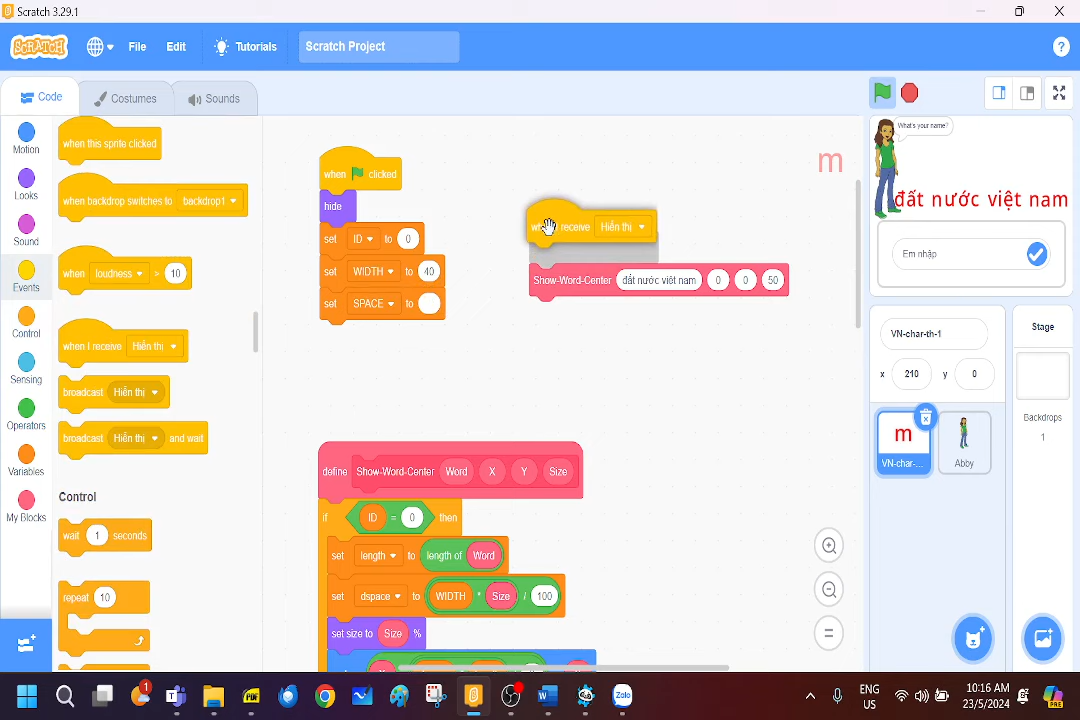 Scratch 3.29.1
SCRATCH
File
Edit
Tutorials
Scratch Project
?
Code
Costumes
Sounds
Motion
Looks
Sound
Events
Control
Sensing
Operators
Variables
My Blocks
when this sprite clicked
when backdrop switches to backdrop1
when loudness > 10
when I receive Hiển thị
broadcast Hiển thị
broadcast Hiển thị and wait
Control
wait 1 seconds
repeat 10
when clicked
hide
set ID to 0
set WIDTH to 40
set SPACE to
receive Hiển thị
Show-Word-Center đất nước việt nam 0 0 50
m
define Show-Word-Center Word X Y Size
if ID = 0 then
set length to length of Word
set dspace to WIDTH * Size / 100
set size to Size %
What's your name?
đất nước việt nam
Em nhập
VN-char-th-1
x 210 y 0
m
VN-char-...
Abby
Stage
Backdrops
1
1
PDF
Zalo
ENG
US
10:16 AM
23/5/2024
PRE